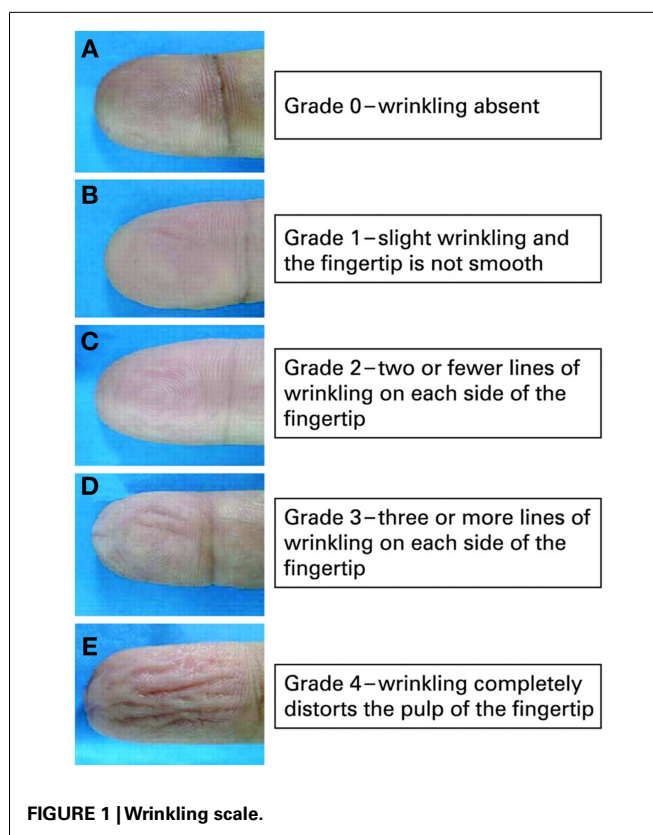 A
Grade 0–wrinkling absent
B
Grade 1–slight wrinkling and
the fingertip is not smooth
C
Grade 2–two or fewer lines of
wrinkling on each side of the
fingertip
D
Grade 3–three or more lines of
wrinkling on each side of the
fingertip
E
Grade 4–wrinkling completely
distorts the pulp of the fingertip
FIGURE 1 | Wrinkling scale.